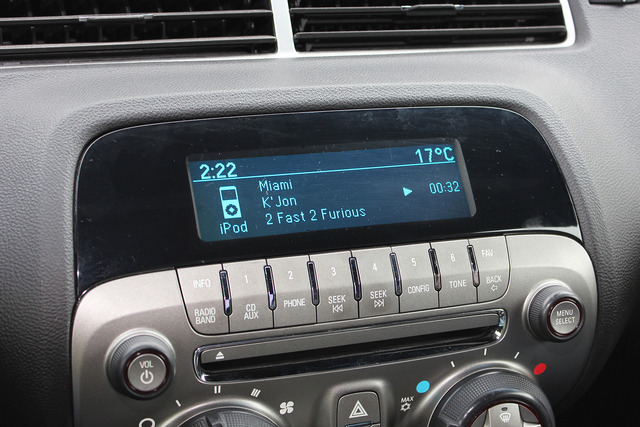 2:22 17°C
Miami
K'Jon 00:32
2 Fast 2 Furious
iPod
INFO 1 2 3 4 5 6 FAV
RADIO BAND
CD AUX
PHONE
SEEK
SEEK
CONFIG
TONE
BACK
VOL
MENU SELECT
MAX